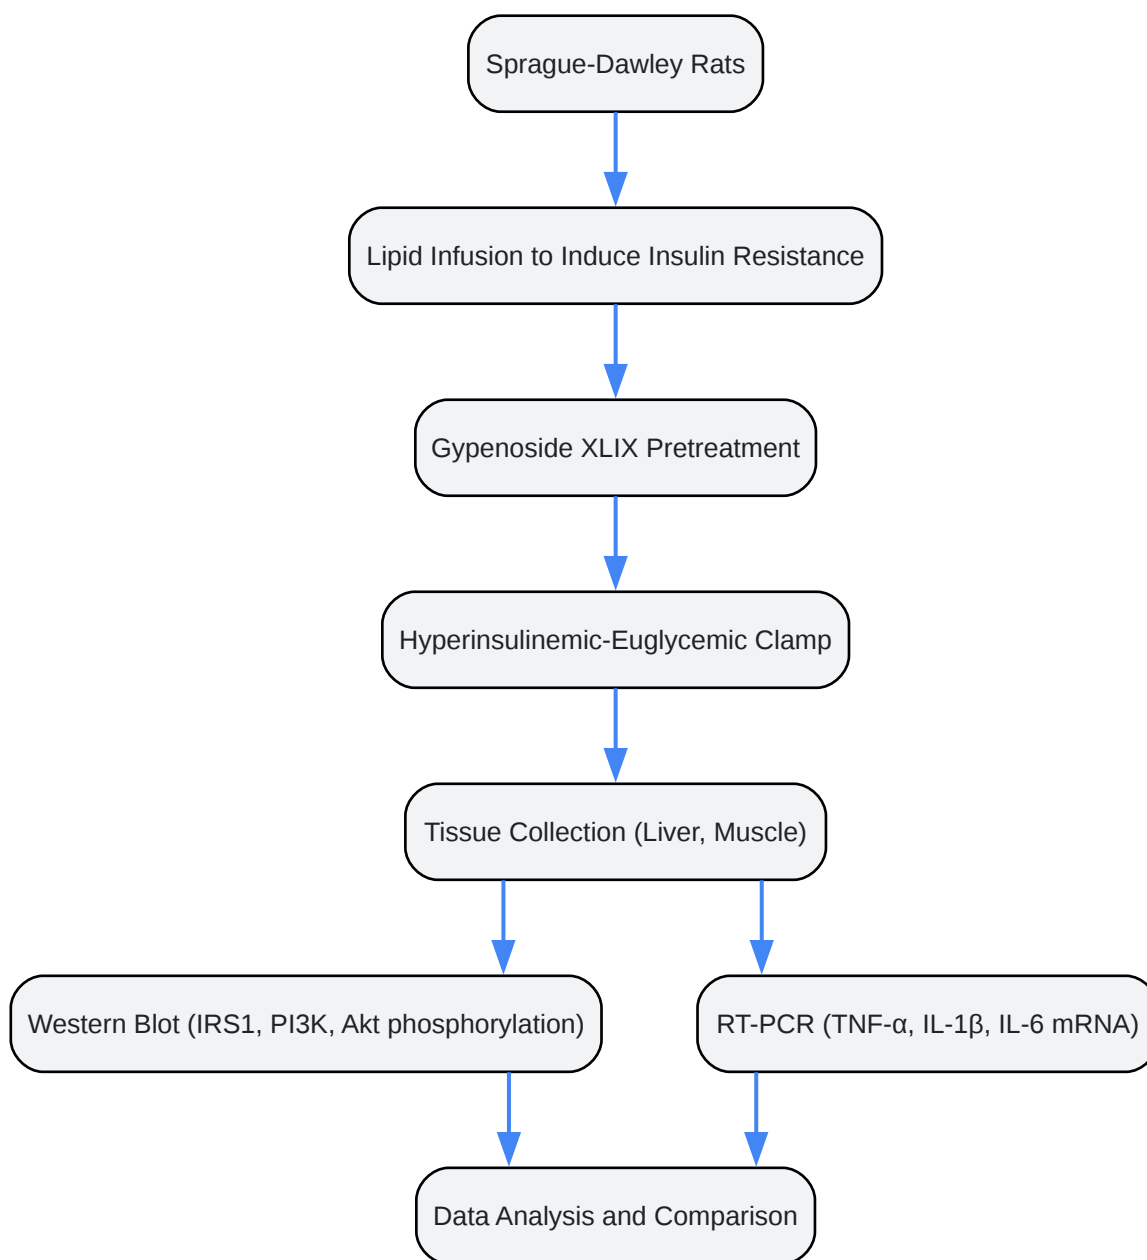 Sprague-Dawley Rats
Lipid Infusion to Induce Insulin Resistance
Gypenoside XLIX Pretreatment
Hyperinsulinemic-Euglycemic Clamp
Tissue Collection (Liver, Muscle)
Western Blot (IRS1, PI3K, Akt phosphorylation)
RT-PCR (TNF-α, IL-1β, IL-6 mRNA)
Data Analysis and Comparison